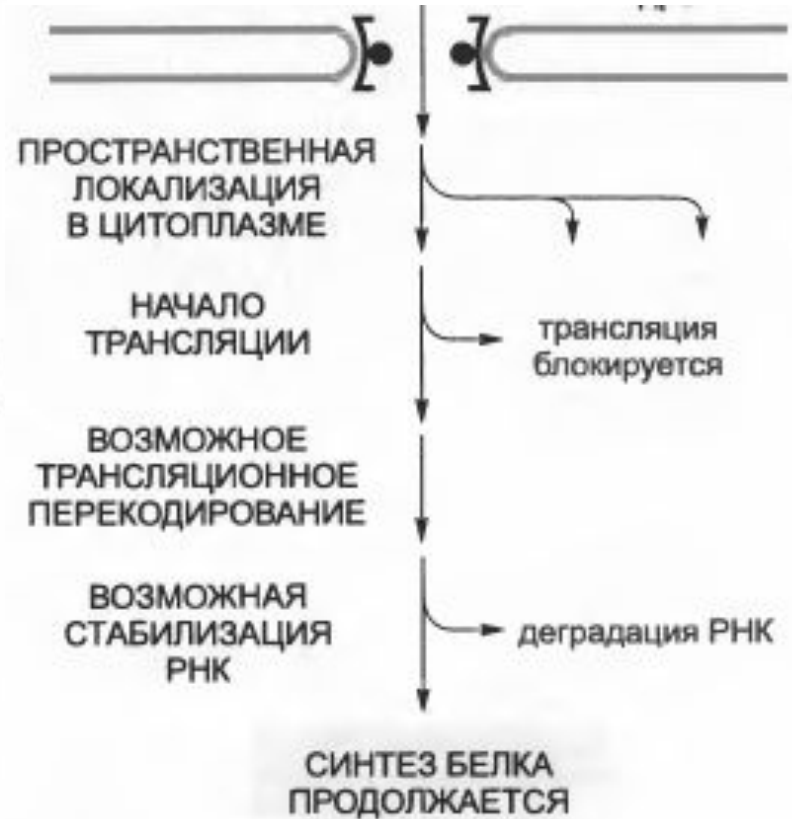 ПРОСТРАНСТВЕННАЯ
ЛОКАЛИЗАЦИЯ
В ЦИТОПЛАЗМЕ
НАЧАЛО
ТРАНСЛЯЦИИ
трансляция
блокируется
ВОЗМОЖНОЕ
ТРАНСЛЯЦИОННОЕ
ПЕРЕКОДИРОВАНИЕ
ВОЗМОЖНАЯ
СТАБИЛИЗАЦИЯ
РНК
деградация РНК
СИНТЕЗ БЕЛКА
ПРОДОЛЖАЕТСЯ